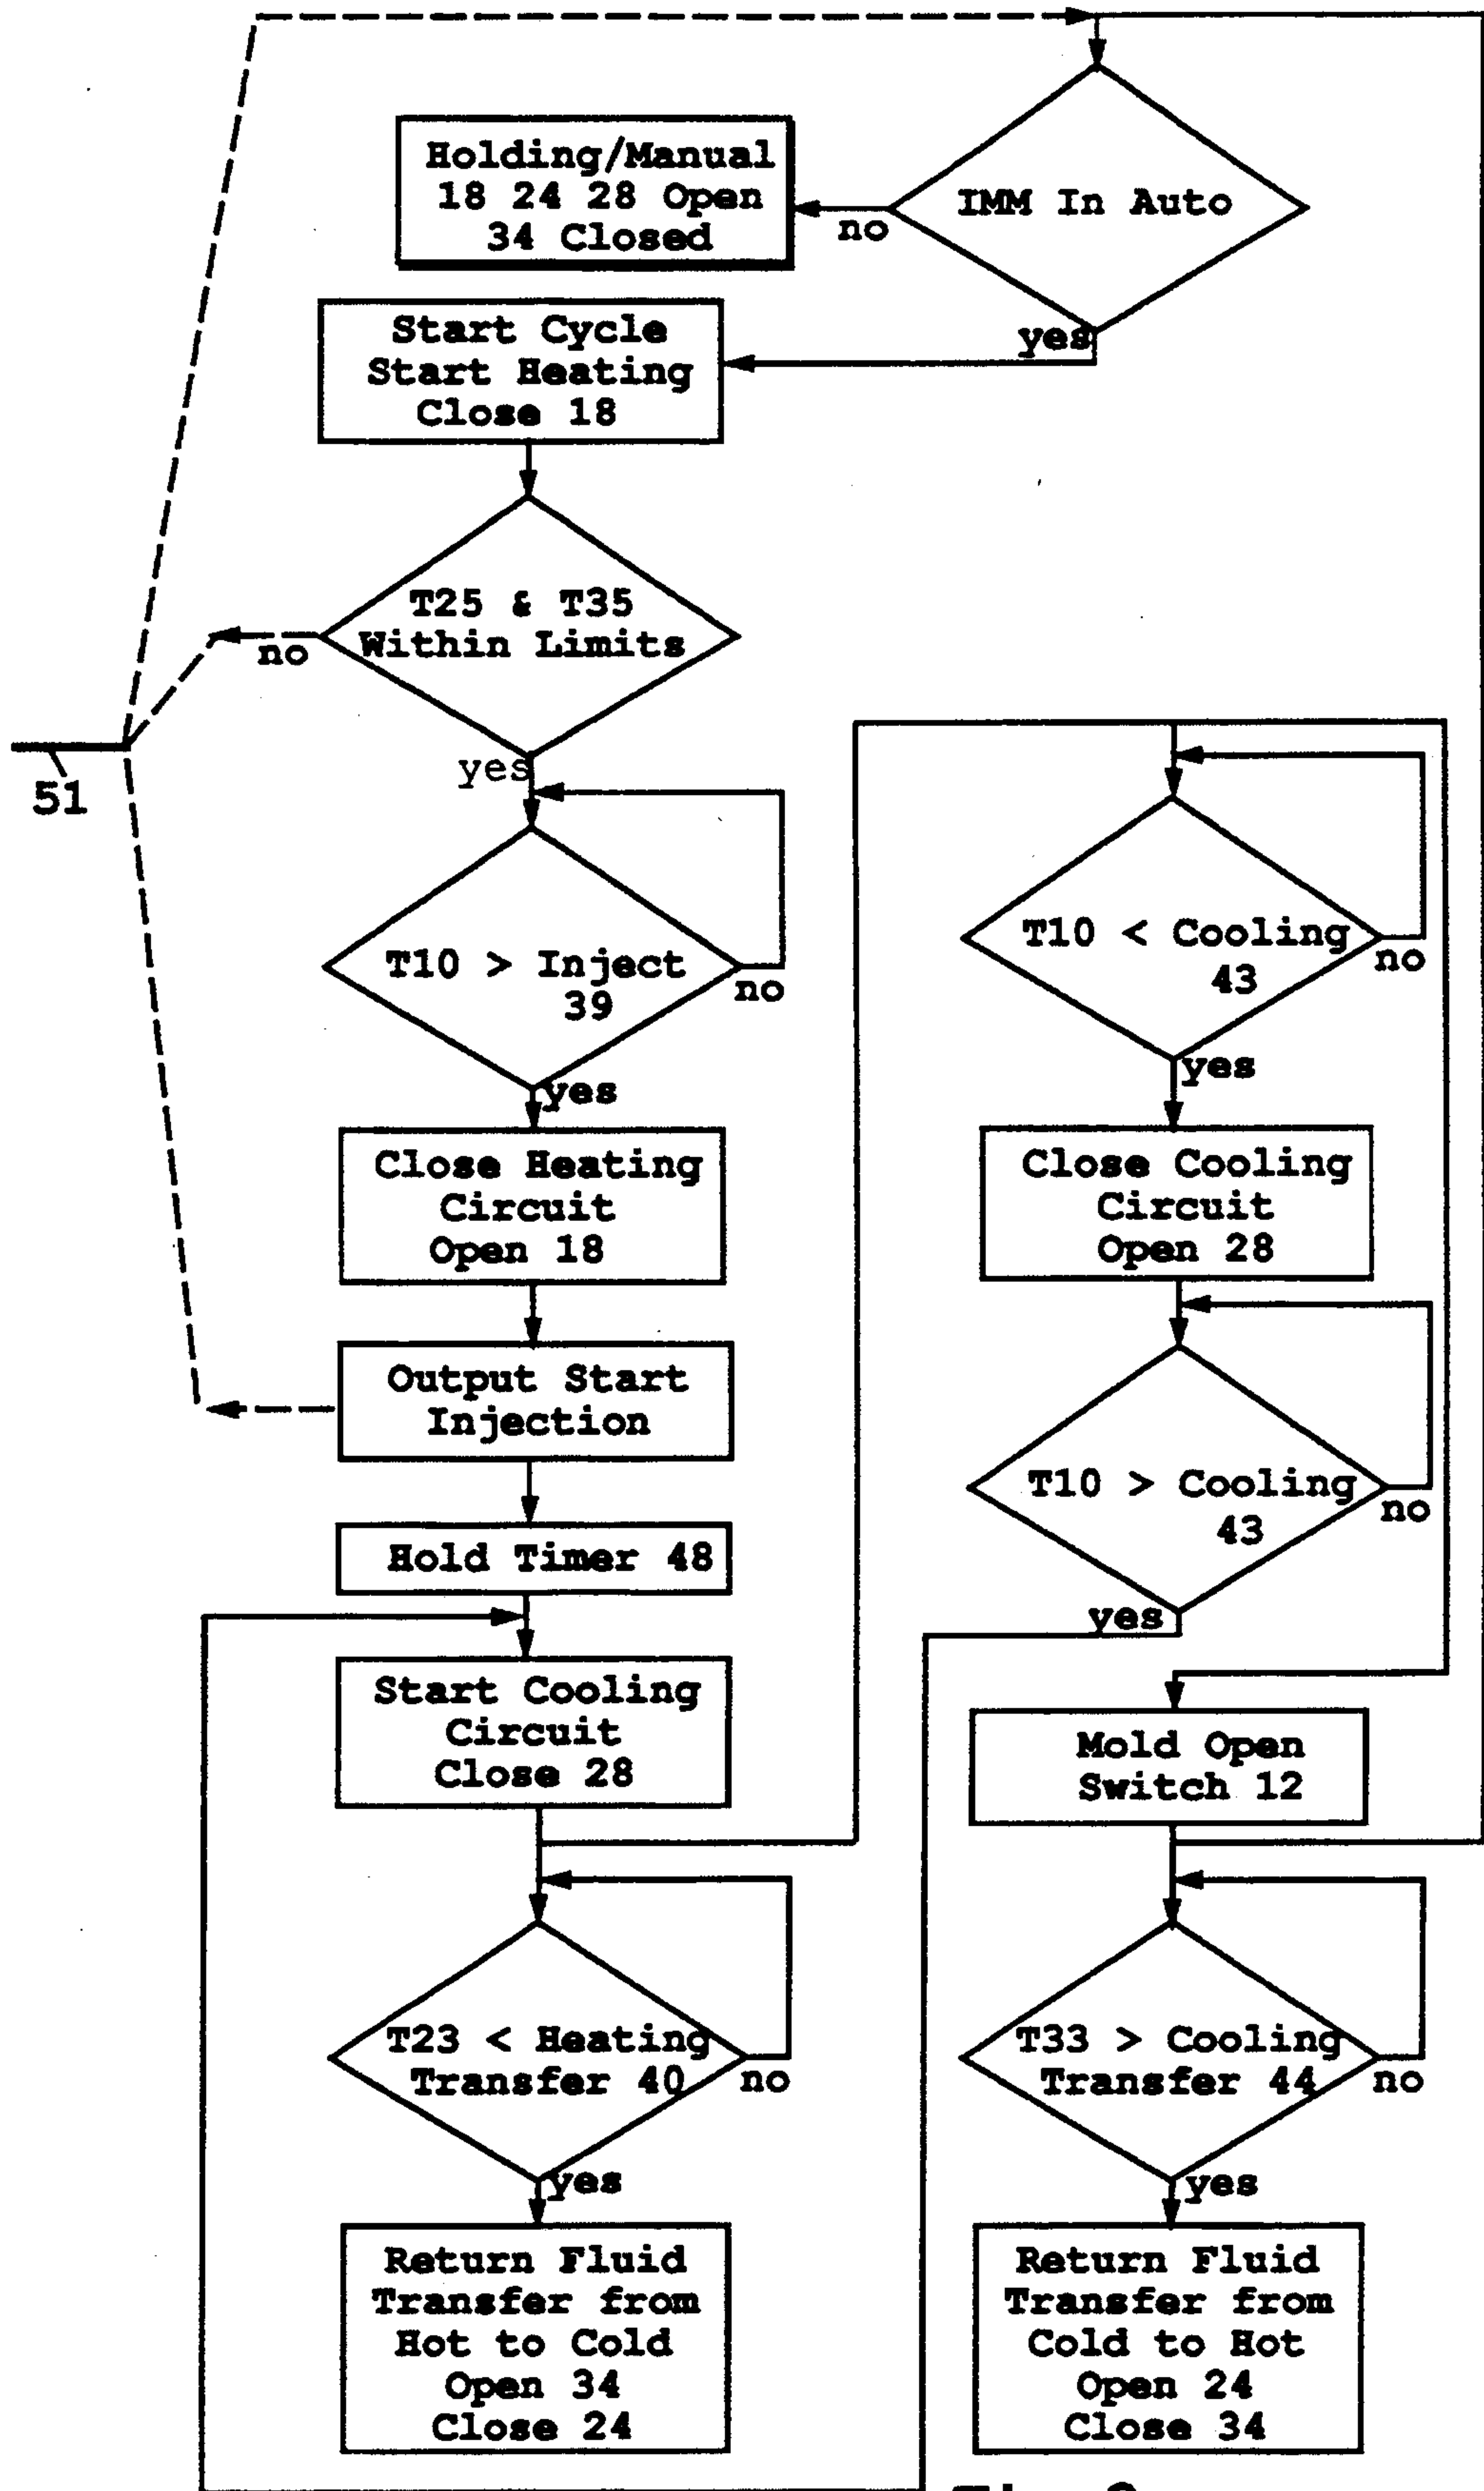 IMM In Auto
no
yes
Holding/Manual
18 24 28 Open
34 Closed
Start Cycle
Start Heating
Close 18
T25 & T35
Within Limits
no
yes
51
T10 > Inject
39
no
yes
Close Heating
Circuit
Open 18
Output Start
Injection
Hold Timer 48
Start Cooling
Circuit
Close 28
T23 < Heating
Transfer 40
no
yes
Return Fluid
Transfer from
Hot to Cold
Open 34
Close 24
T10 < Cooling
43
no
yes
Close Cooling
Circuit
Open 28
T10 > Cooling
43
no
yes
Mold Open
Switch 12
T33 > Cooling
Transfer 44
no
yes
Return Fluid
Transfer from
Cold to Hot
Open 24
Close 34